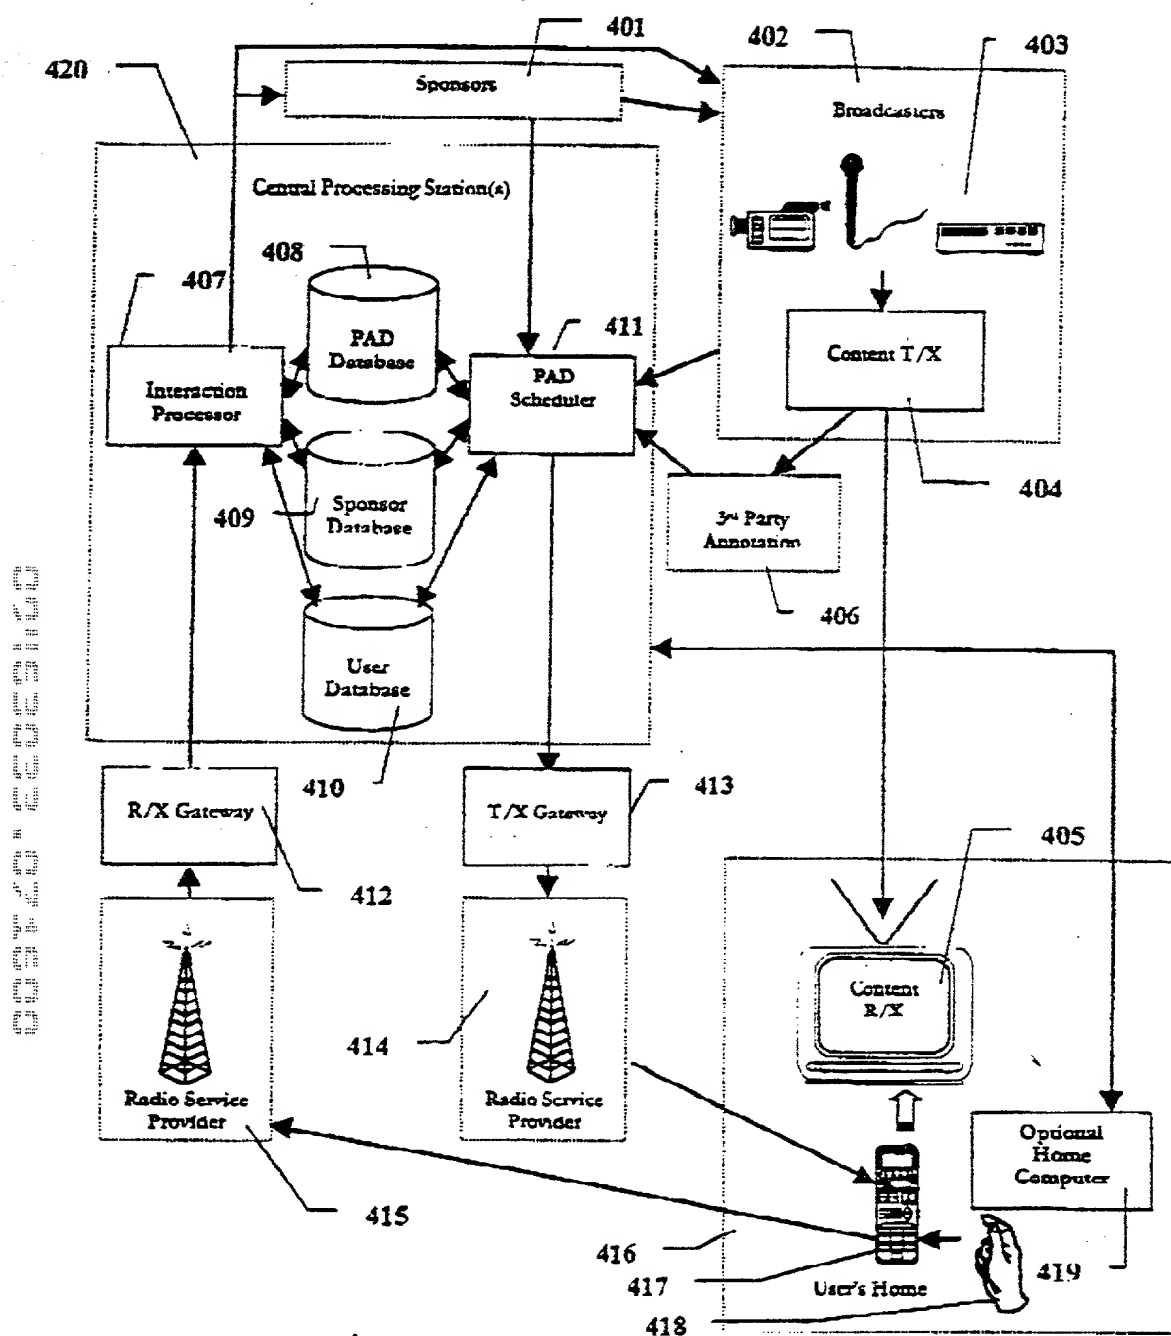 401
402
403
420
Sponsors
Broadcasters
Central Processing Station(s)
408
407
411
PAD
Database
PAD
Scheduler
Content T/X
Interaction
Processor
404
409
Sponsor
Database
3rd Party
Annotation
406
User
Database
410
413
R/X Gateway
T/X Gateway
405
412
Content
R/X
414
Radio Service
Provider
Radio Service
Provider
Optional
Home
Computer
415
416
417
User's Home
419
418